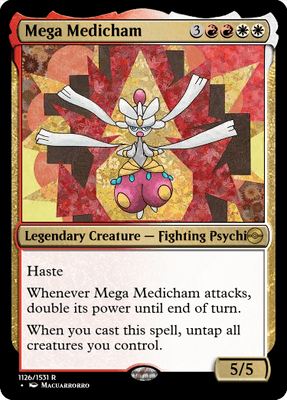 Mega Medicham 3
Legendary Creature — Fighting Psychi
Haste
Whenever Mega Medicham attacks,
double its power until end of turn.
When you cast this spell, untap all
creatures you control.
5/5
1126/1531 R
• Macuarrorro